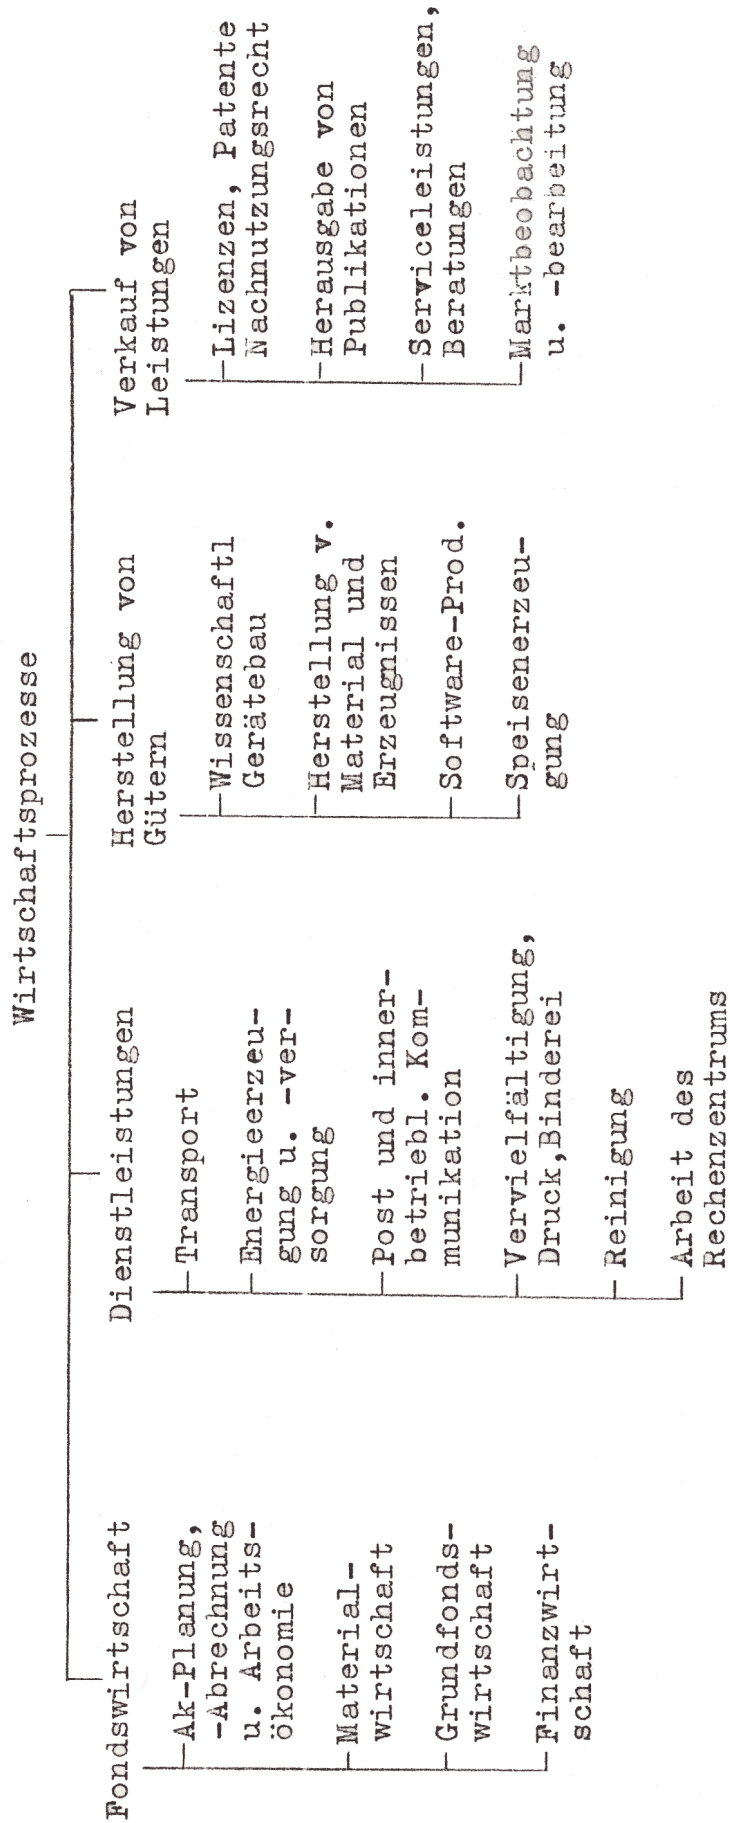 Wirtschaftsprozesse
Fondswirtschaft
Ak-Planung,
-Abrechnung
u. Arbeits-
ökonomie
Material-
wirtschaft
Grundfonds-
wirtschaft
Finanzwirt-
schaft
Dienstleistungen
Transport
Energieerzeu-
gung u. -ver-
sorgung
Post und inner-
betriebl. Kom-
munikation
Vervielfältigung,
Druck,Binderei
Reinigung
Arbeit des
Rechenzentrums
Herstellung von
Gütern
Wissenschaftl
Gerätebau
Herstellung v.
Material und
Erzeugnissen
Software-Prod.
Speisenerzeu-
gung
Verkauf von
Leistungen
Lizenzen, Patente
Nachnutzungsrecht
Herausgabe von
Publikationen
Serviceleistungen,
Beratungen
Marktbeobachtung
u. -bearbeitung